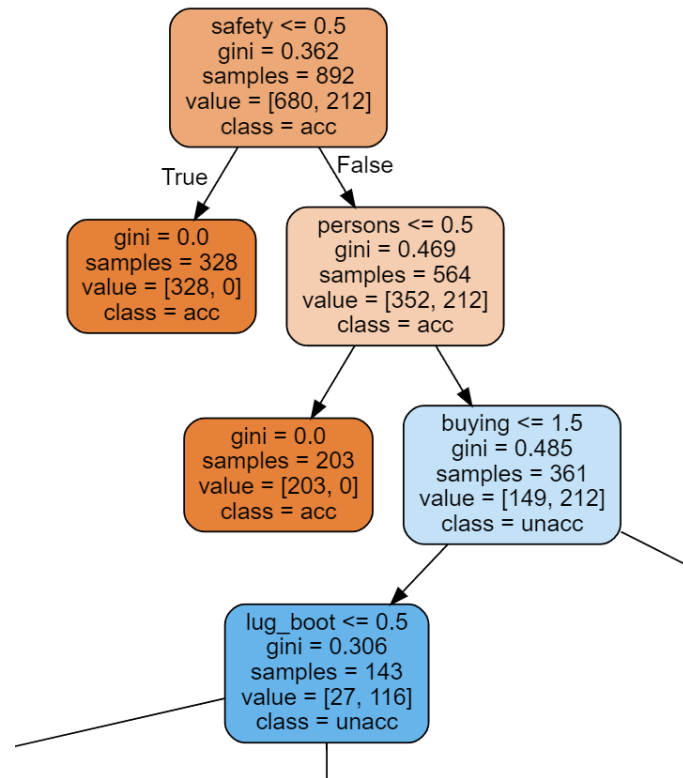 safety <= 0.5
gini = 0.362
samples = 892
value = [680, 212]
class = acc
True
False
gini = 0.0
samples = 328
value = [328, 0]
class = acc
persons <= 0.5
gini = 0.469
samples = 564
value = [352, 212]
class = acc
gini = 0.0
samples = 203
value = [203, 0]
class = acc
buying <= 1.5
gini = 0.485
samples = 361
value = [149, 212]
class = unacc
lug_boot <= 0.5
gini = 0.306
samples = 143
value = [27, 116]
class = unacc